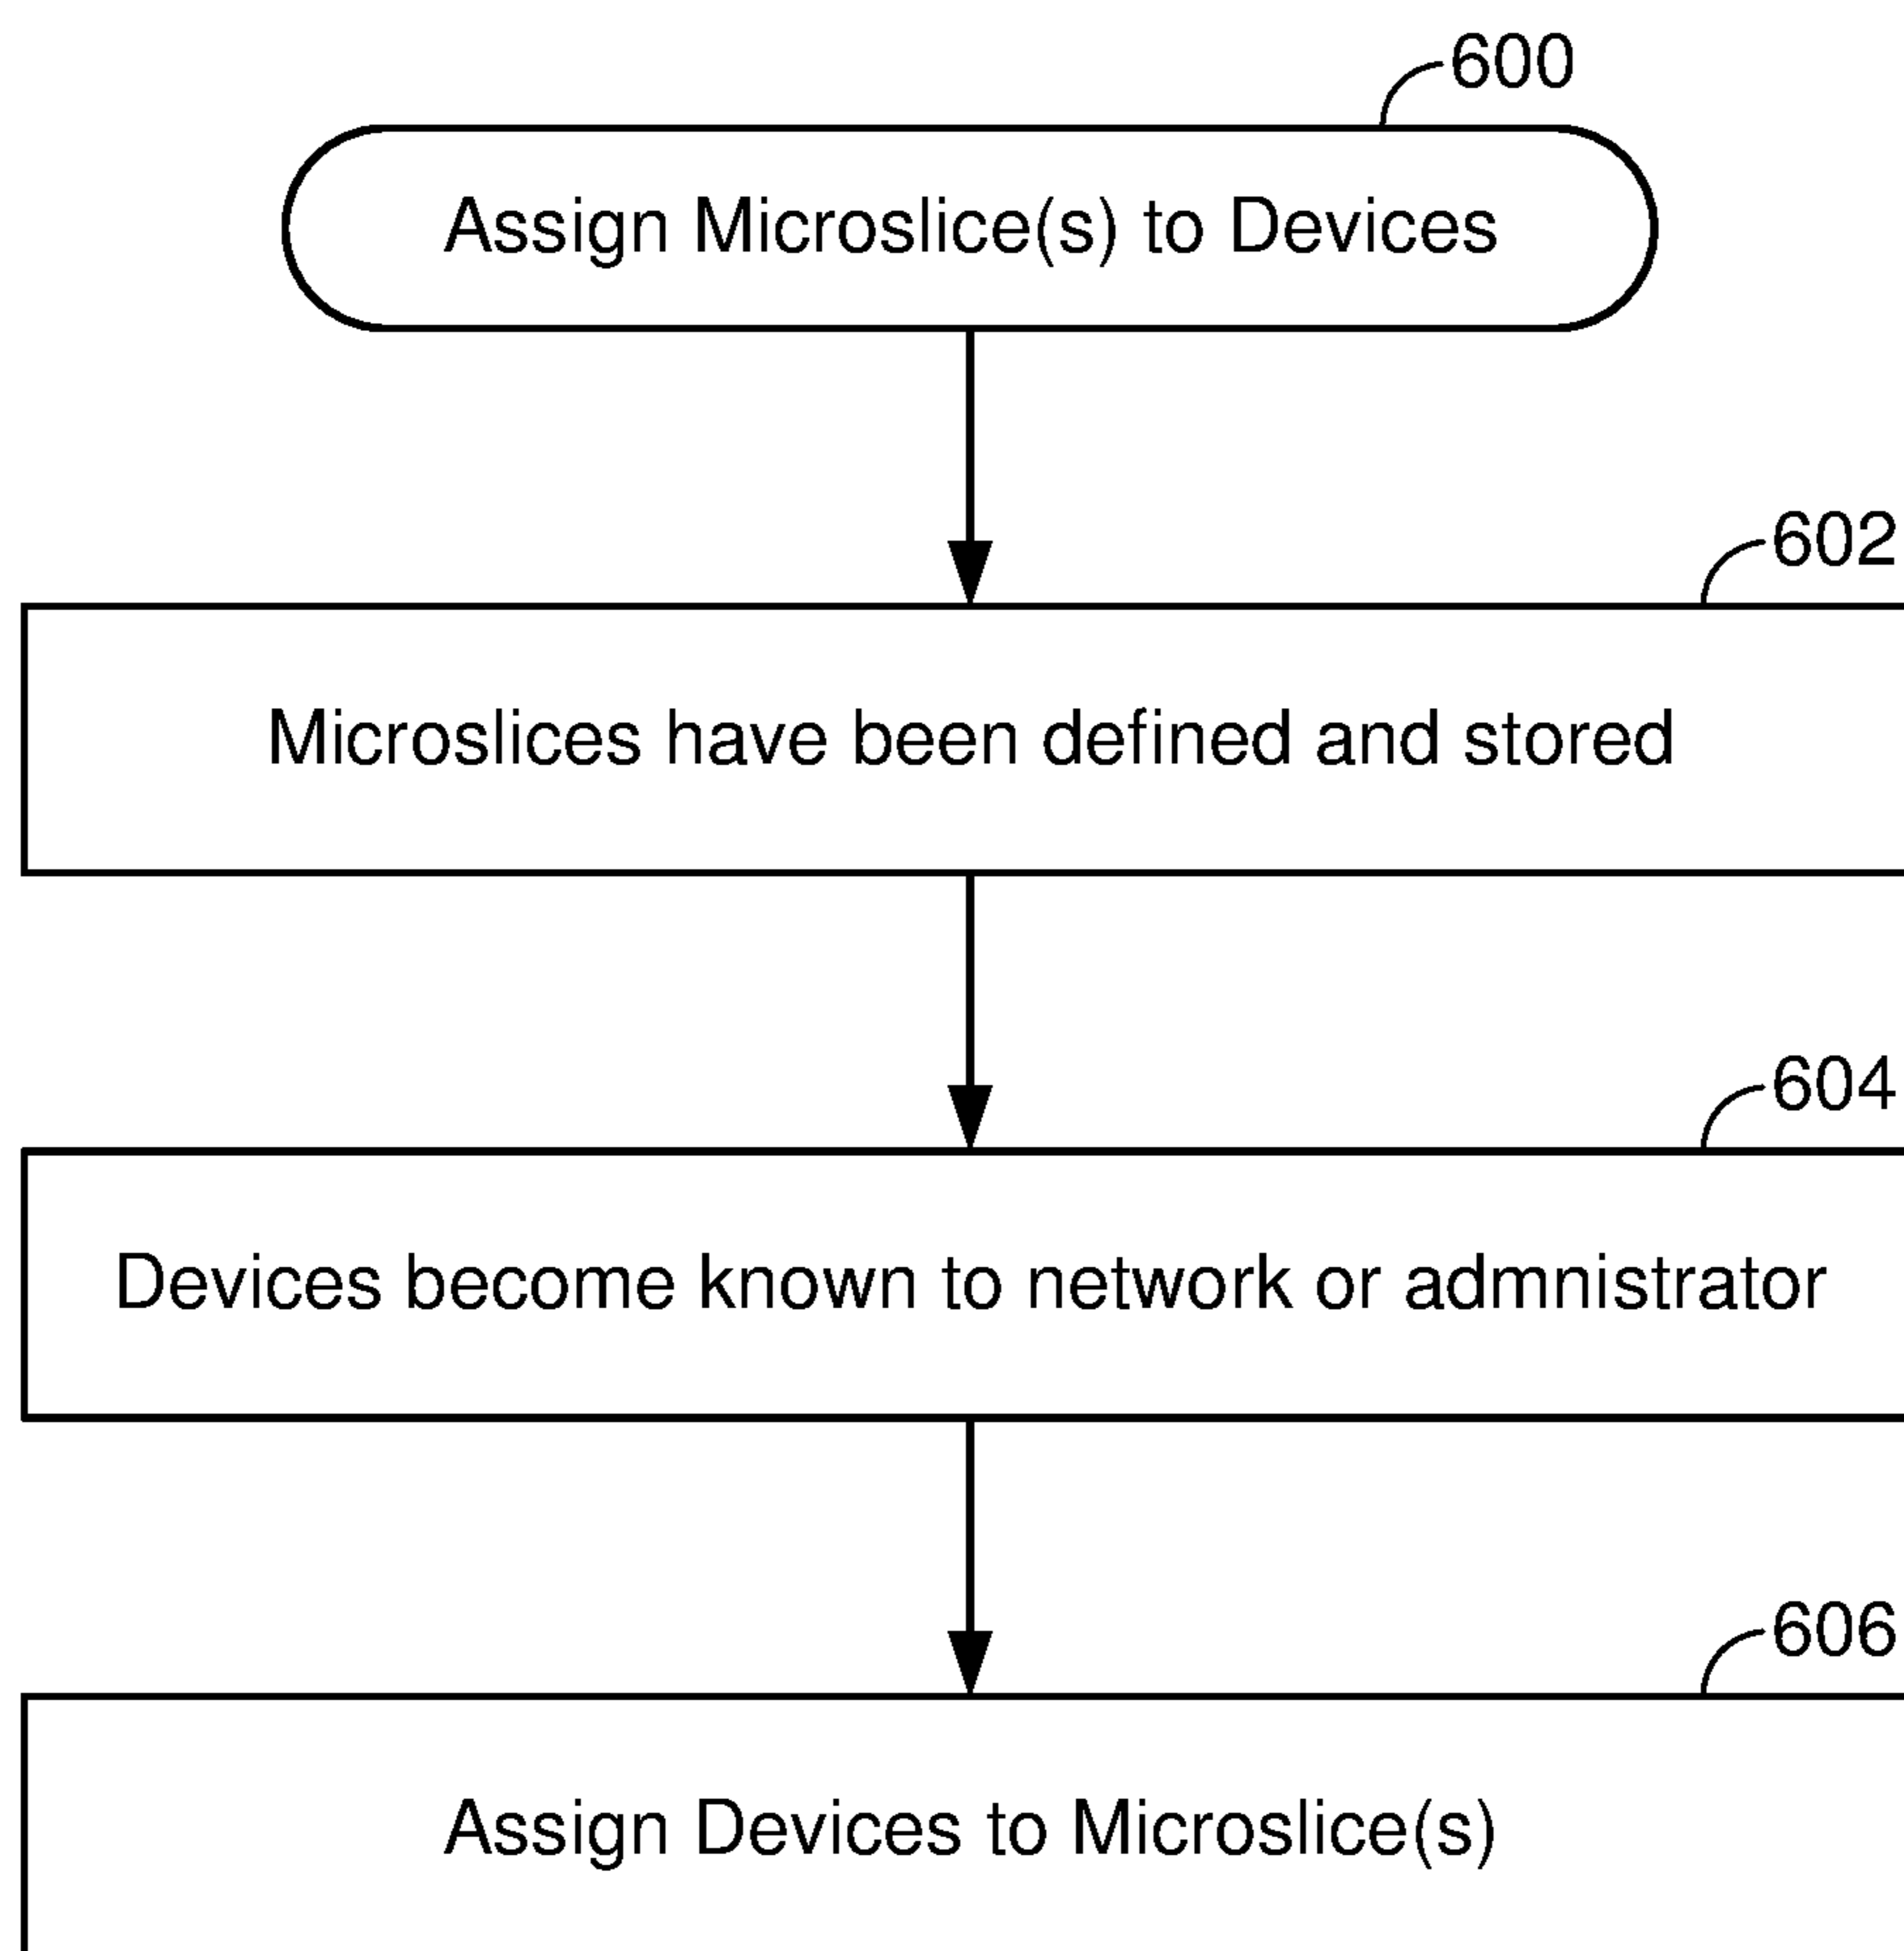 600
Assign Microslice(s) to Devices
602
Microslices have been defined and stored
604
Devices become known to network or admnistrator
606
Assign Devices to Microslice(s)